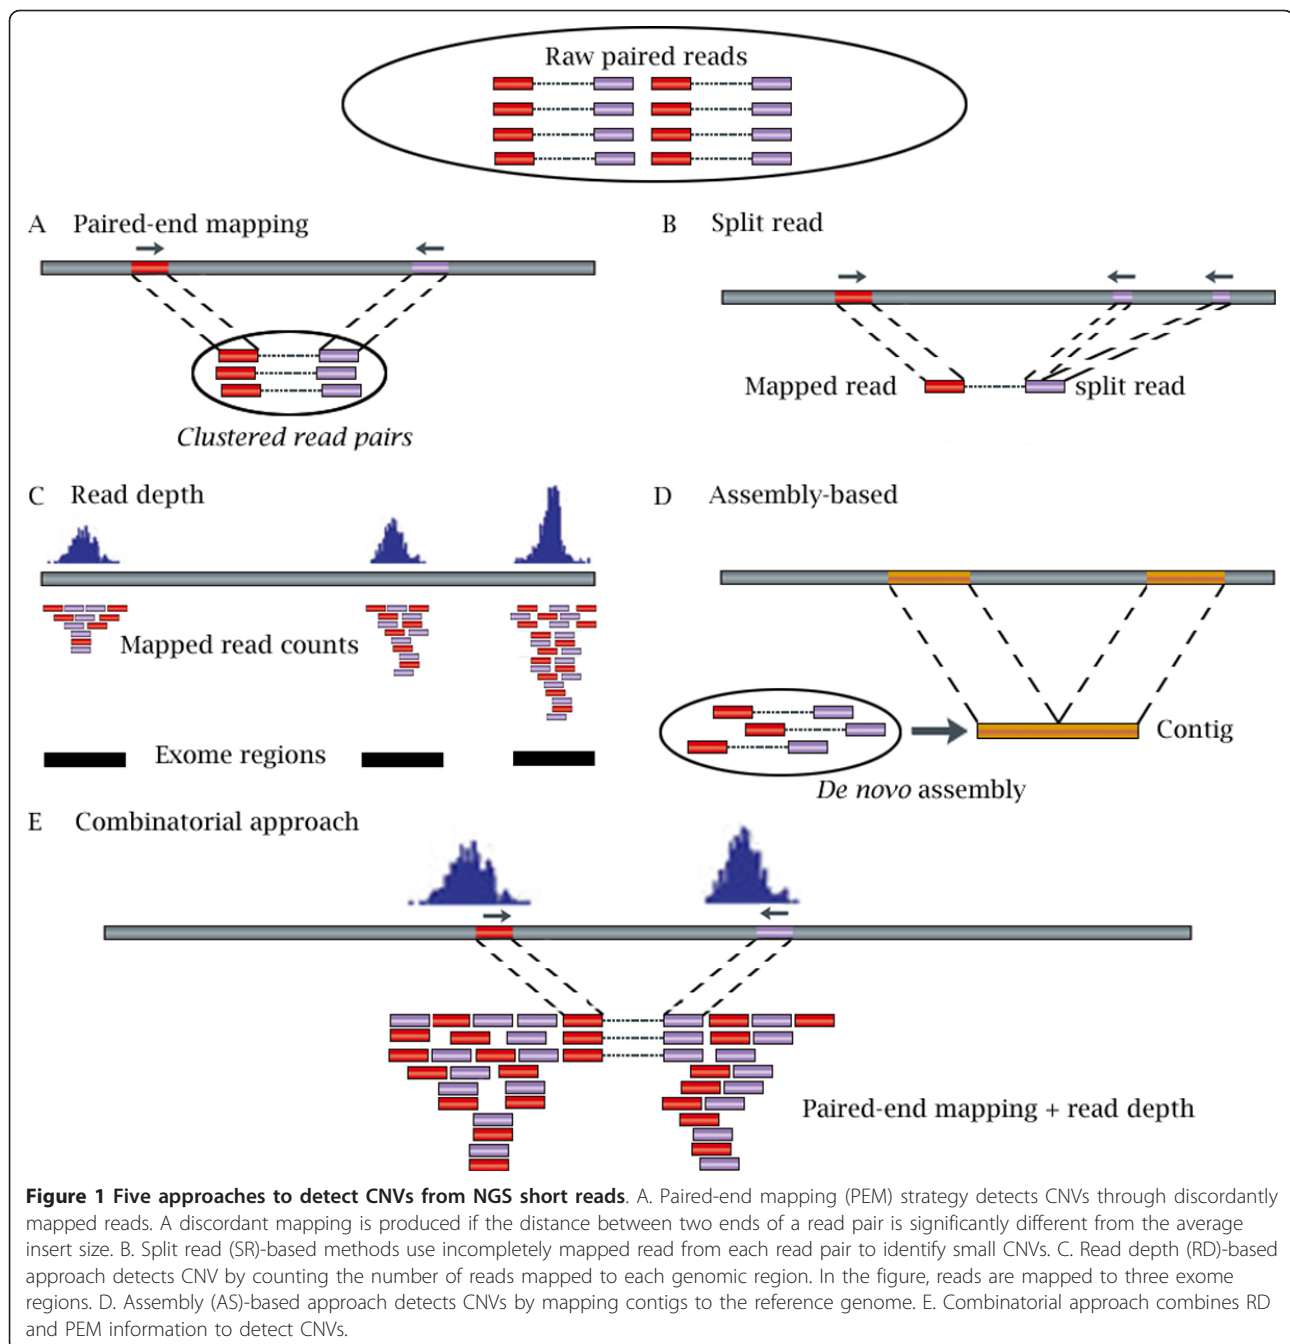 Raw paired reads
A Paired-end mapping
Clustered read pairs
B Split read
Mapped read
split read
C Read depth
Mapped read counts
Exome regions
D Assembly-based
Contig
De novo assembly
E Combinatorial approach
Paired-end mapping + read depth
Figure 1 Five approaches to detect CNVs from NGS short reads. A. Paired-end mapping (PEM) strategy detects CNVs through discordantly
mapped reads. A discordant mapping is produced if the distance between two ends of a read pair is significantly different from the average
insert size. B. Split read (SR)-based methods use incompletely mapped read from each read pair to identify small CNVs. C. Read depth (RD)-based
approach detects CNV by counting the number of reads mapped to each genomic region. In the figure, reads are mapped to three exome
regions. D. Assembly (AS)-based approach detects CNVs by mapping contigs to the reference genome. E. Combinatorial approach combines RD
and PEM information to detect CNVs.